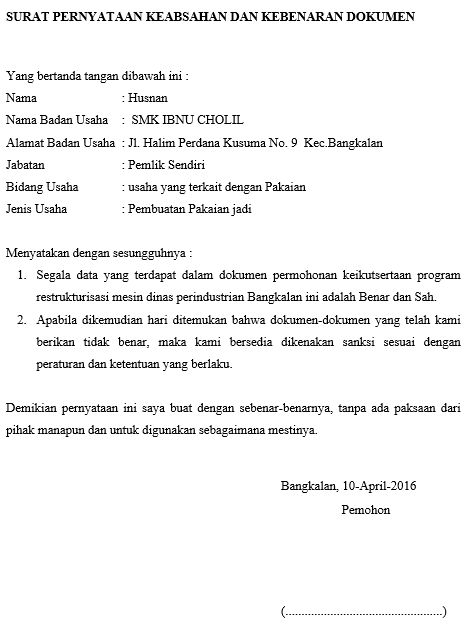 SURAT PERNYATAAN KEABSAHAN DAN KEBENARAN DOKUMEN
Yang bertanda tangan dibawah ini :
Nama : Husnan
Nama Badan Usaha : SMK IBNU CHOLIL
Alamat Badan Usaha : Jl. Halim Perdana Kusuma No. 9 Kec.Bangkalan
Jabatan : Pemlik Sendiri
Bidang Usaha : usaha yang terkait dengan Pakaian
Jenis Usaha : Pembuatan Pakaian jadi
Menyatakan dengan sesungguhnya :
1. Segala data yang terdapat dalam dokumen permohonan keikutsertaan program
restrukturisasi mesin dinas perindustrian Bangkalan ini adalah Benar dan Sah.
2. Apabila dikemudian hari ditemukan bahwa dokumen-dokumen yang telah kami
berikan tidak benar, maka kami bersedia dikenakan sanksi sesuai dengan
peraturan dan ketentuan yang berlaku.
Demikian pernyataan ini saya buat dengan sebenar-benarnya, tanpa ada paksaan dari
pihak manapun dan untuk digunakan sebagaimana mestinya.
Bangkalan, 10-April-2016
Pemohon
(.................................................)